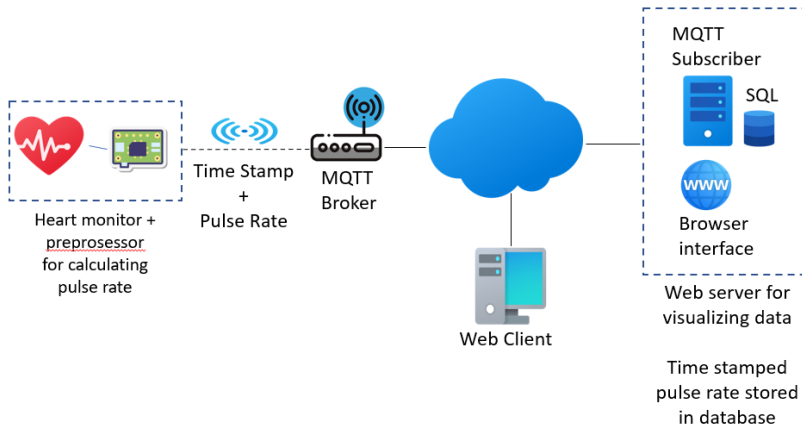 Heart monitor +
preprosessor
for calculating
pulse rate
Time Stamp
+
Pulse Rate
MQTT
Broker
Web Client
MQTT
Subscriber
SQL
WWW
Browser
interface
Web server for
visualizing data
Time stamped
pulse rate stored
in database